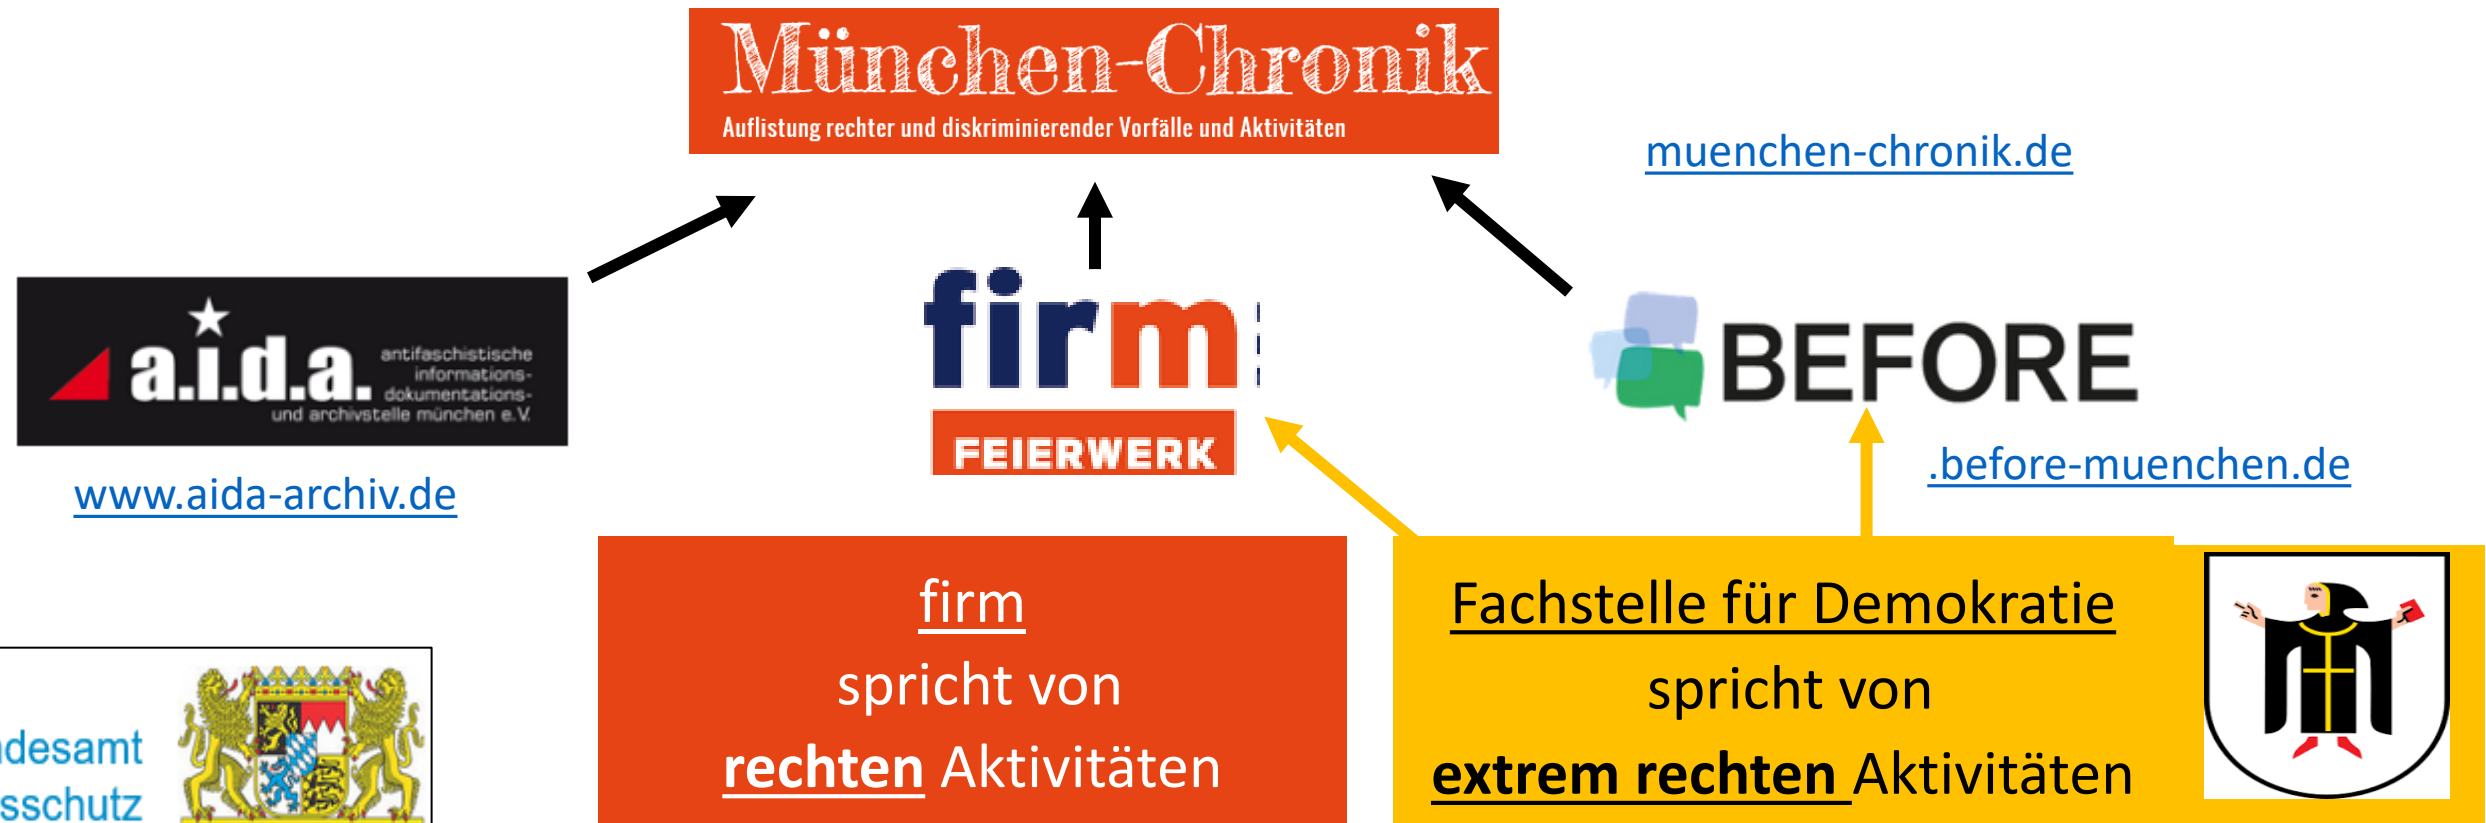 München-Chronik
Auflistung rechter und diskriminierender Vorfälle und Aktivitäten
muenchen-chronik.de
a.i.d.a.
antifaschistische
informations-
dokumentations-
und archivstelle münchen e.V.
www.aida-archiv.de
firm
FEIERWERK
BEFORE
.before-muenchen.de
firm
spricht von
rechten Aktivitäten
Fachstelle für Demokratie
spricht von
extrem rechten Aktivitäten
ndesamt
sschutz